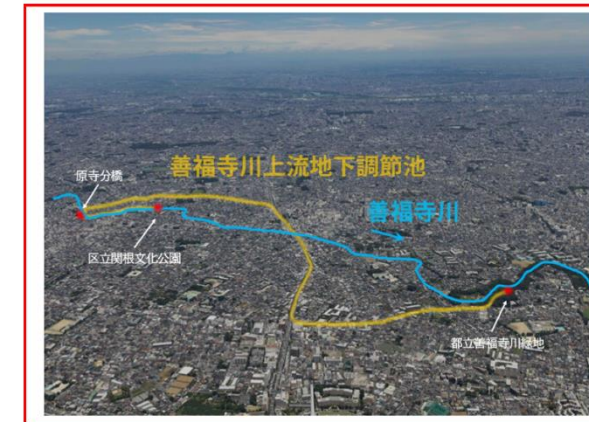 善福寺川上流地下調節池
原寺分橋
善福寺川
区立関根文化公園
都立善福寺川緑地